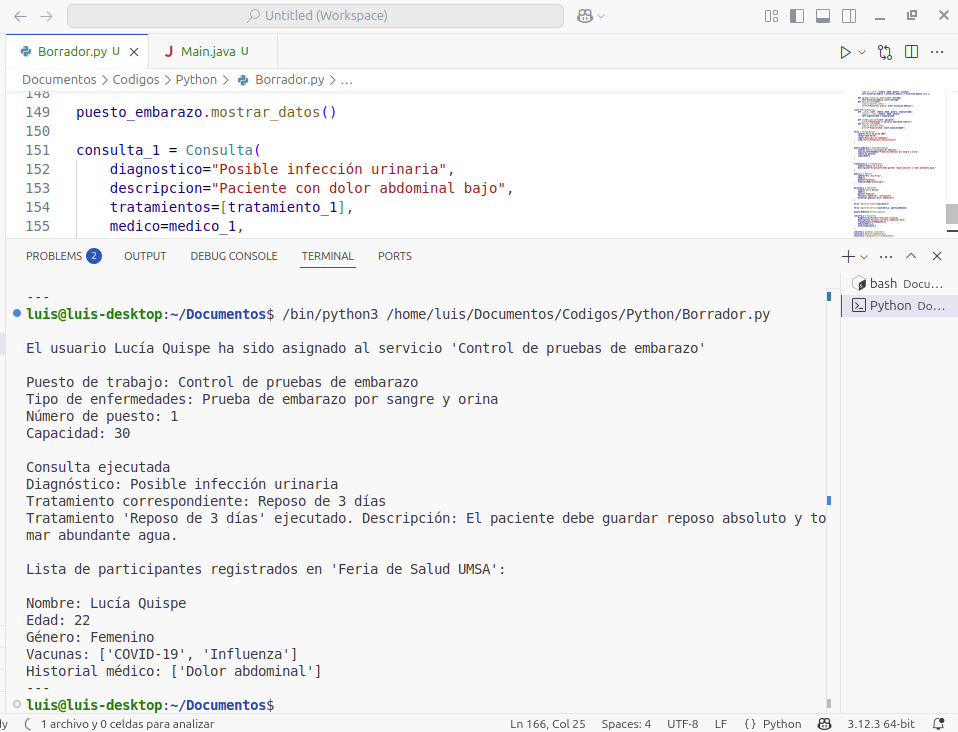 Untitled (Workspace)
Borrador.py U
Main.java U
Documentos > Codigos > Python > Borrador.py > ...
148
149 puesto_embarazo.mostrar_datos()
150
151 consulta_1 = Consulta(
152 diagnostico="Posible infección urinaria",
153 descripcion="Paciente con dolor abdominal bajo",
154 tratamientos=[tratamiento_1],
155 medico=medico_1,
PROBLEMS 2 OUTPUT DEBUG CONSOLE TERMINAL PORTS
bash Docu...
Python Do...
---
luis@luis-desktop:~/Documentos$ /bin/python3 /home/luis/Documentos/Codigos/Python/Borrador.py
El usuario Lucía Quispe ha sido asignado al servicio 'Control de pruebas de embarazo'
Puesto de trabajo: Control de pruebas de embarazo
Tipo de enfermedades: Prueba de embarazo por sangre y orina
Número de puesto: 1
Capacidad: 30
Consulta ejecutada
Diagnóstico: Posible infección urinaria
Tratamiento correspondiente: Reposo de 3 días
Tratamiento 'Reposo de 3 días' ejecutado. Descripción: El paciente debe guardar reposo absoluto y to
mar abundante agua.
Lista de participantes registrados en 'Feria de Salud UMSA':
Nombre: Lucía Quispe
Edad: 22
Género: Femenino
Vacunas: ['COVID-19', 'Influenza']
Historial médico: ['Dolor abdominal']
---
luis@luis-desktop:~/Documentos$
ly 1 archivo y 0 celdas para analizar Ln 166, Col 25 Spaces: 4 UTF-8 LF {} Python 3.12.3 64-bit